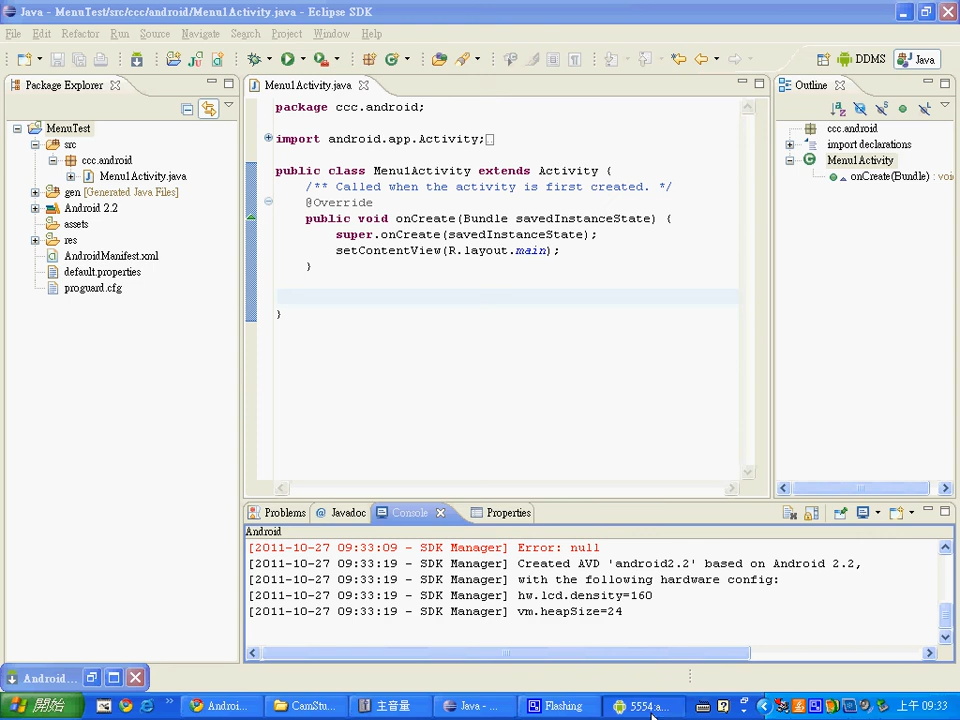 Java - MenuTest/src/ccc/android/Menu1Activity.java - Eclipse SDK
File Edit Refactor Run Source Navigate Search Project Window Help
DDMS Java
Package Explorer
MenuTest
src
ccc.android
Menu1Activity.java
gen [Generated Java Files]
Android 2.2
assets
res
AndroidManifest.xml
default.properties
proguard.cfg
Menu1Activity.java
package ccc.android;
import android.app.Activity;
public class Menu1Activity extends Activity {
/** Called when the activity is first created. */
@Override
public void onCreate(Bundle savedInstanceState) {
super.onCreate(savedInstanceState);
setContentView(R.layout.main);
}
}
Outline
ccc.android
import declarations
Menu1Activity
onCreate(Bundle) : voi
Problems Javadoc Console Properties
Android
[2011-10-27 09:33:09 - SDK Manager] Error: null
[2011-10-27 09:33:19 - SDK Manager] Created AVD 'android2.2' based on Android 2.2,
[2011-10-27 09:33:19 - SDK Manager] with the following hardware config:
[2011-10-27 09:33:19 - SDK Manager] hw.lcd.density=160
[2011-10-27 09:33:19 - SDK Manager] vm.heapSize=24
Android...
開始 Androi... CamStu... 主音量 Java - ... Flashing 5554:a... 上午 09:33